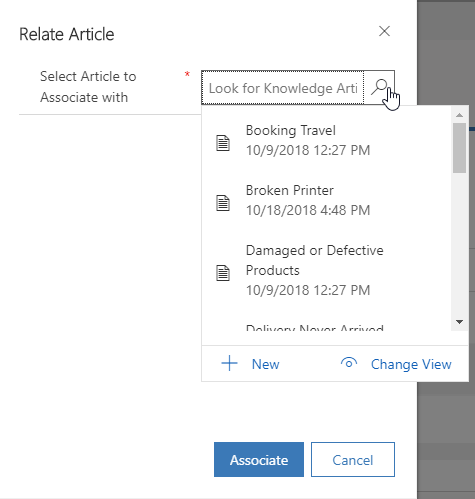 Relate Article
Select Article to
Associate with
*
Look for Knowledge Arti
Booking Travel
10/9/2018 12:27 PM
Broken Printer
10/18/2018 4:48 PM
Damaged or Defective
Products
10/9/2018 12:27 PM
Delivery Never Arrived
New
Change View
Associate
Cancel